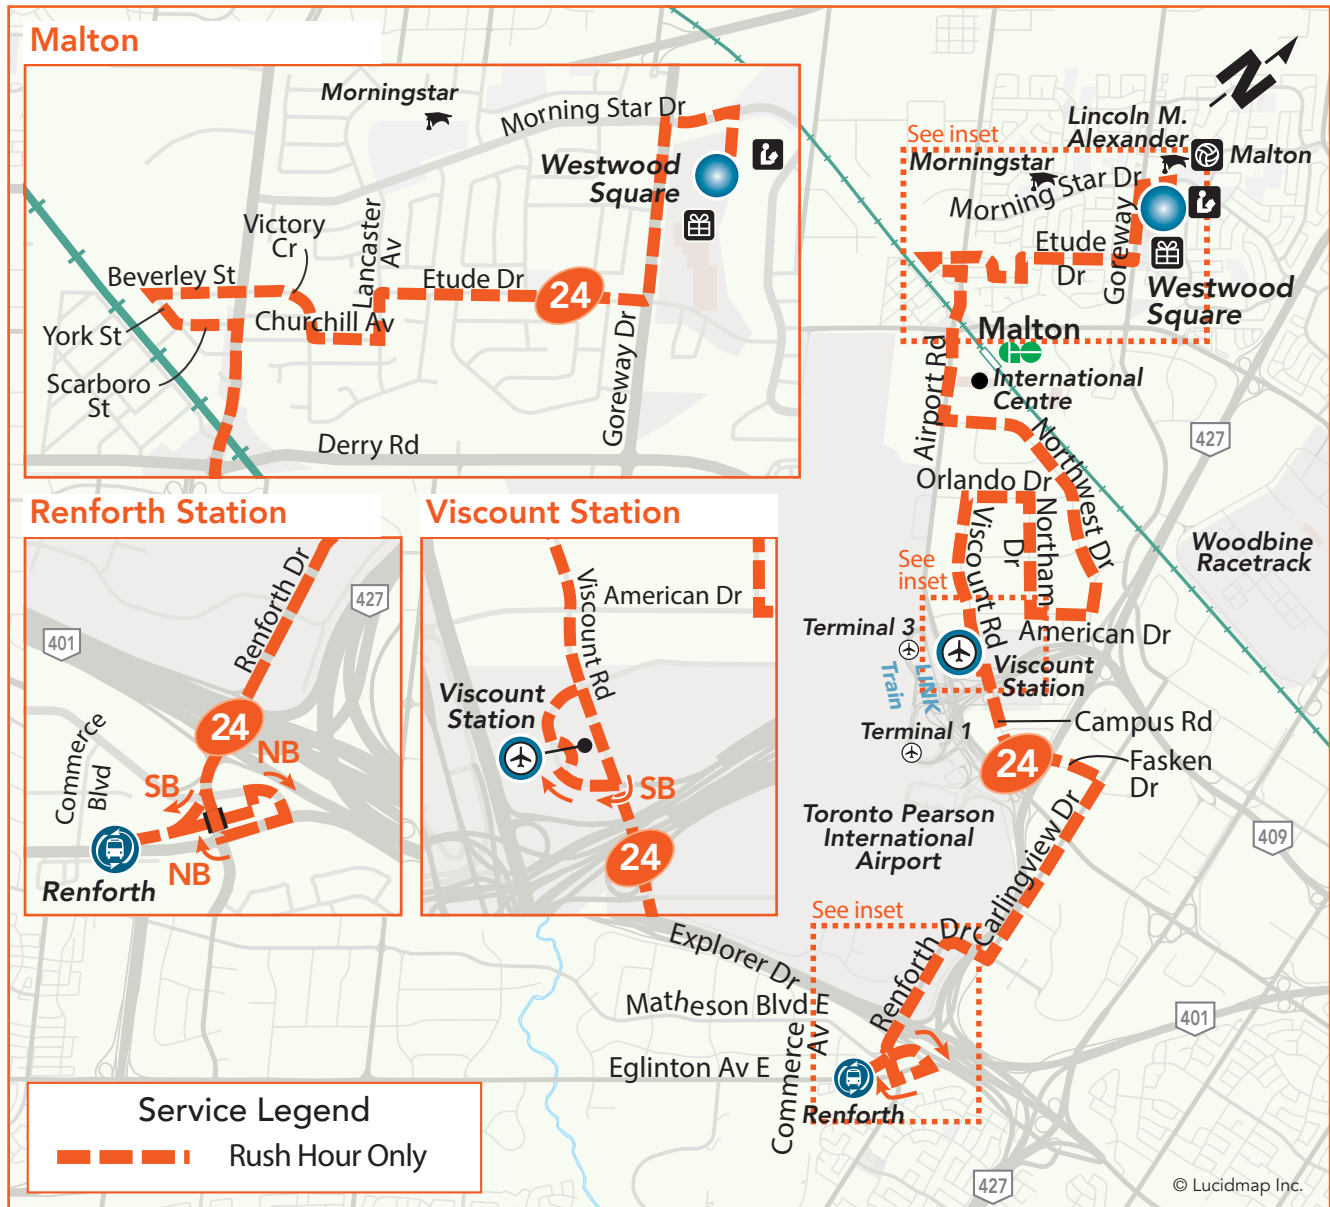 Malton
Morningstar
Morning Star Dr
Westwood
Square
Victory
Cr
Lancaster
Av
Beverley St
Etude Dr
24
York St
Churchill Av
Scarboro
St
Goreway Dr
Derry Rd
N
See inset
Lincoln M.
Alexander
Malton
Morningstar
Morning Star Dr
Goreway
Etude
Dr
Westwood
Square
Malton
International
Centre
Airport Rd
427
Northwest Dr
Orlando Dr
Viscount Rd
Northam
Dr
Woodbine
Racetrack
See
inset
Terminal 3
American Dr
LINK
Train
Viscount
Station
Campus Rd
Terminal 1
24
Fasken
Dr
Toronto Pearson
International
Airport
Carlingview Dr
409
See inset
Renforth Dr
Explorer Dr
Matheson Blvd E
Commerce
Av
Eglinton Av E
Renforth
401
427
Renforth Station
Renforth Dr
427
401
24
NB
SB
Commerce
Blvd
NB
Renforth
Viscount Station
Viscount Rd
American Dr
Viscount
Station
SB
24
Service Legend
Rush Hour Only
© Lucidmap Inc.